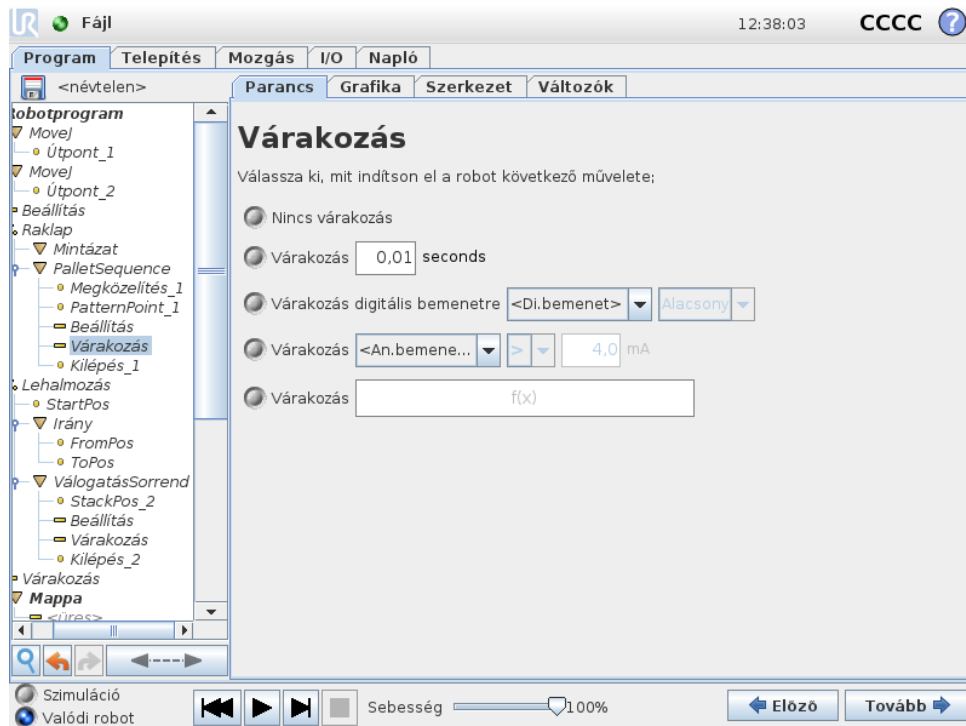 UR Fájl 12:38:03 CCCC ?
Program Telepítés Mozgás I/O Napló
<névtelen>
Robotprogram
MoveJ
Útpont_1
MoveJ
Útpont_2
Beállítás
Raklap
Mintázat
PalletSequence
Megközelítés_1
PatternPoint_1
Beállítás
Várakozás
Kilépés_1
Lehalmozás
StartPos
Irány
FromPos
ToPos
VálogatásSorrend
StackPos_2
Beállítás
Várakozás
Kilépés_2
Várakozás
Mappa
<üres>
Parancs Grafika Szerkezet Változók
Várakozás
Válassza ki, mit indítson el a robot következő művelete;
Nincs várakozás
Várakozás 0,01 seconds
Várakozás digitális bemenetre <Di.bemenet> Alacsony
Várakozás <An.bemene... > 4,0 mA
Várakozás f(x)
Szimuláció
Valódi robot
Sebesség 100%
Előző Tovább